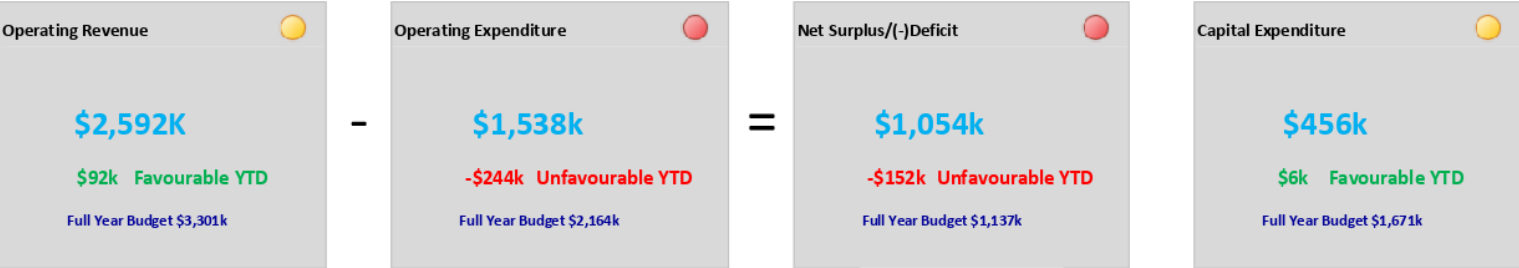 Operating Revenue
$2,592K
$92k Favourable YTD
Full Year Budget $3,301k
-
Operating Expenditure
$1,538k
-$244k Unfavourable YTD
Full Year Budget $2,164k
=
Net Surplus/(-)Deficit
$1,054k
-$152k Unfavourable YTD
Full Year Budget $1,137k
Capital Expenditure
$456k
$6k Favourable YTD
Full Year Budget $1,671k